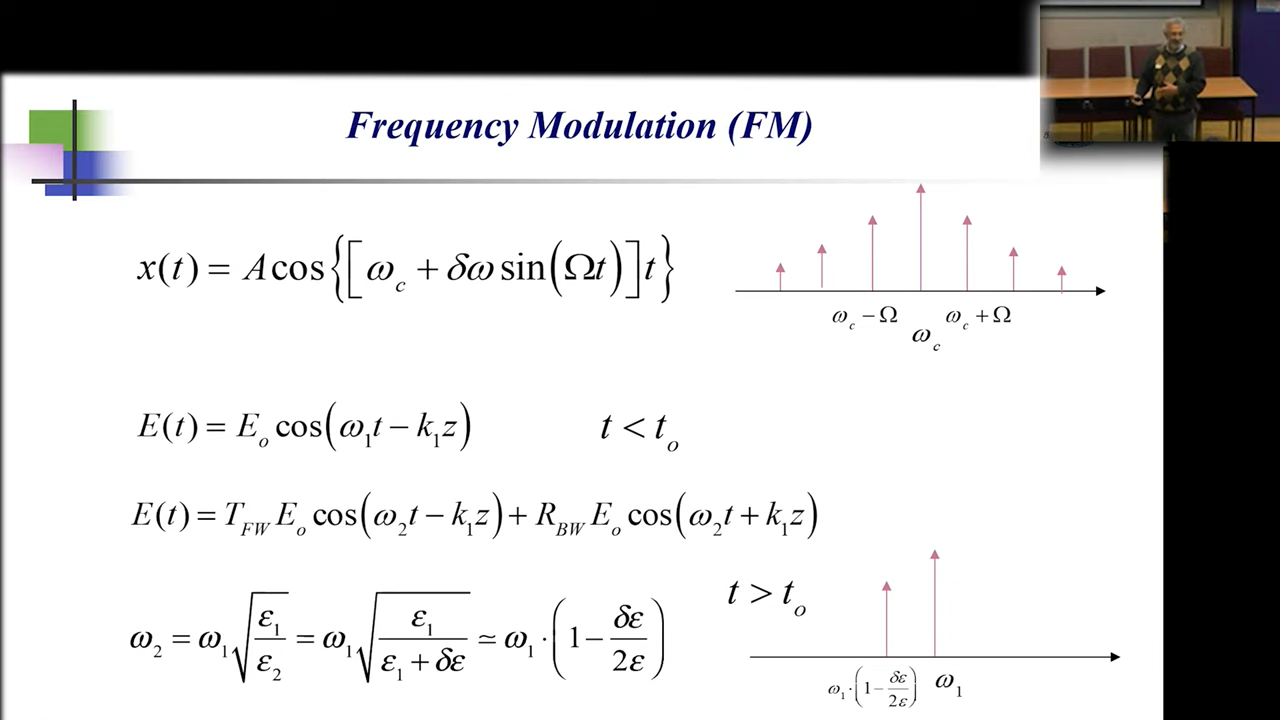 Frequency Modulation (FM)
x(t) = A cos{[ω_c + δω sin(Ωt)]t}
ω_c − Ω
ω_c + Ω
ω_c
E(t) = E_o cos(ω_1 t − k_1 z)
t < t_o
E(t) = T_FW E_o cos(ω_2 t − k_1 z) + R_BW E_o cos(ω_2 t + k_1 z)
t > t_o
ω_2 = ω_1 √(ε_1/ε_2) = ω_1 √(ε_1/(ε_1 + δε)) ≃ ω_1 · (1 − δε/2ε)
ω_1 · (1 − δε/2ε)
ω_1